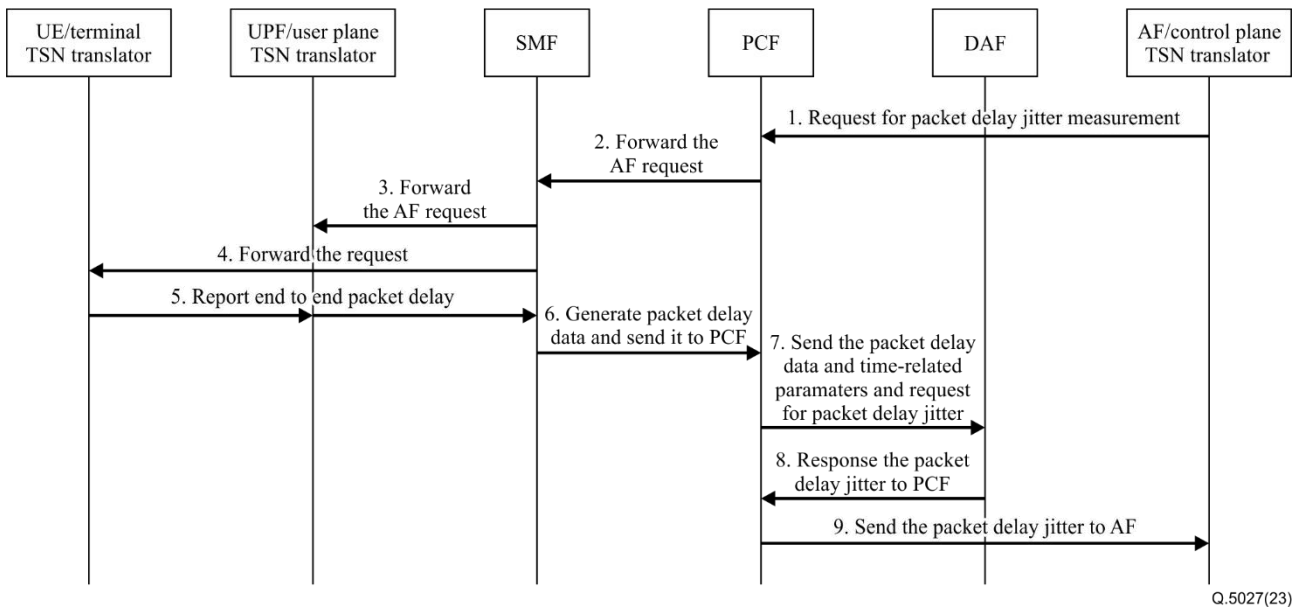 UE/terminal
TSN translator
UPF/user plane
TSN translator
SMF
PCF
DAF
AF/control plane
TSN translator
1. Request for packet delay jitter measurement
2. Forward the
AF request
3. Forward
the AF request
4. Forward the request
5. Report end to end packet delay
6. Generate packet delay
data and send it to PCF
7. Send the packet delay
data and time-related
paramaters and request
for packet delay jitter
8. Response the packet
delay jitter to PCF
9. Send the packet delay jitter to AF
Q.5027(23)